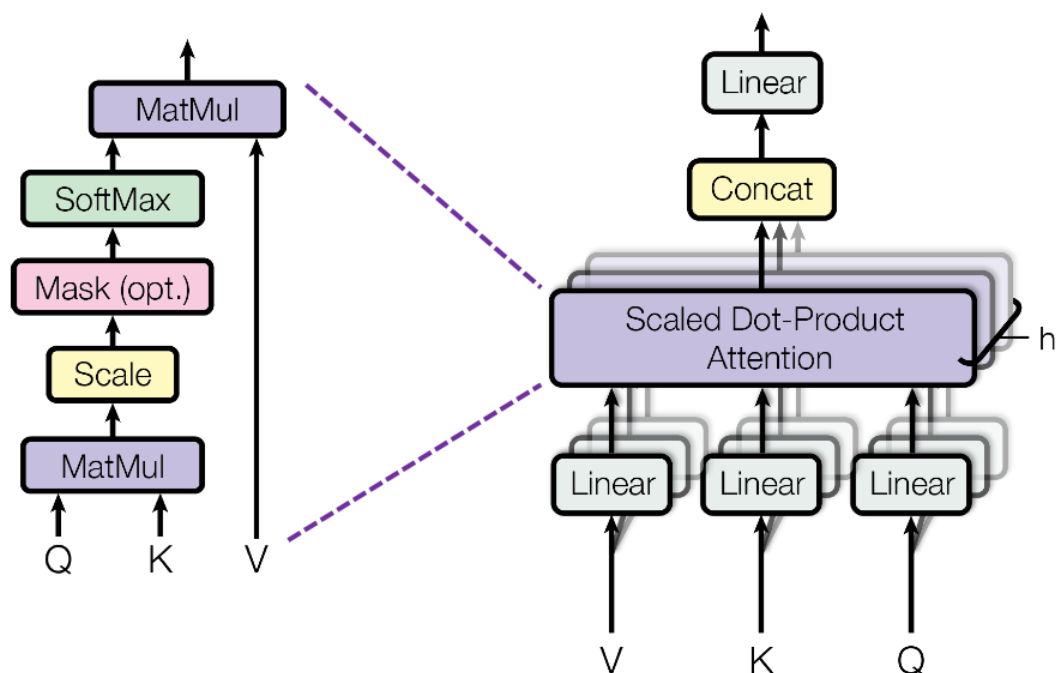 MatMul
SoftMax
Mask (opt.)
Scale
MatMul
Q K V
Linear
Concat
Scaled Dot-Product
Attention
h
Linear Linear Linear
V K Q